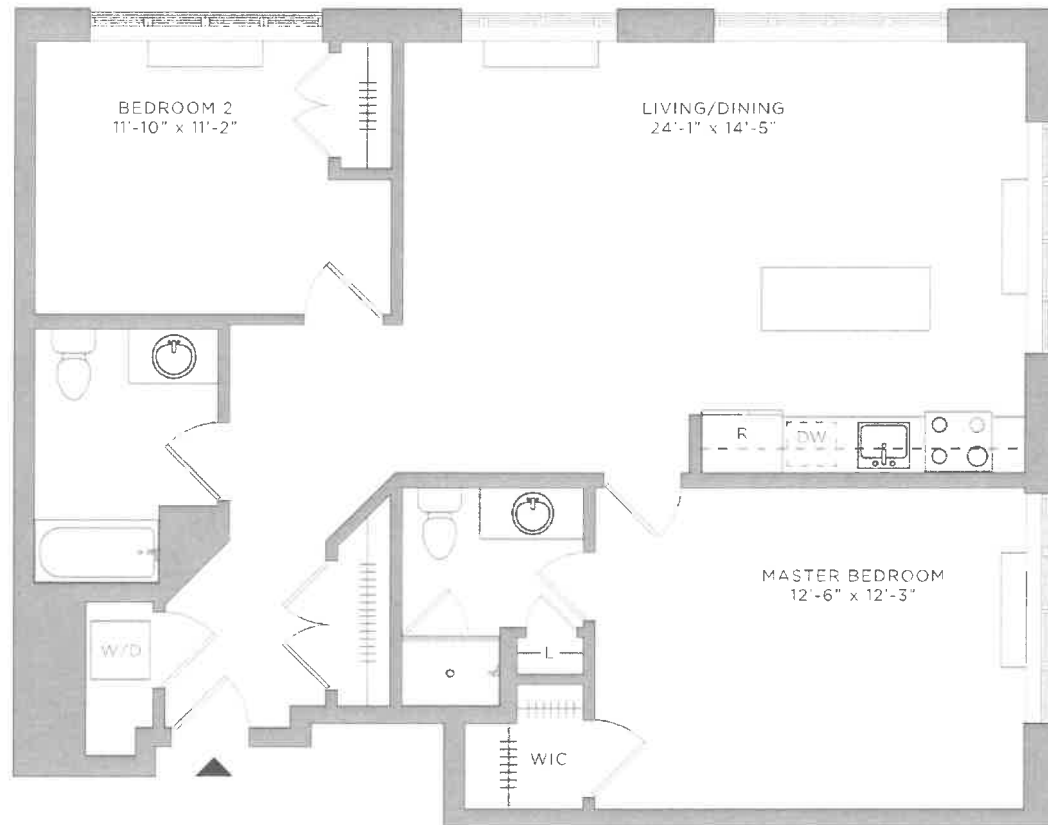 BEDROOM 2
11'-10" x 11'-2"
LIVING/DINING
24'-1" x 14'-5"
R
DW
MASTER BEDROOM
12'-6" x 12'-3"
W/D
L
WIC